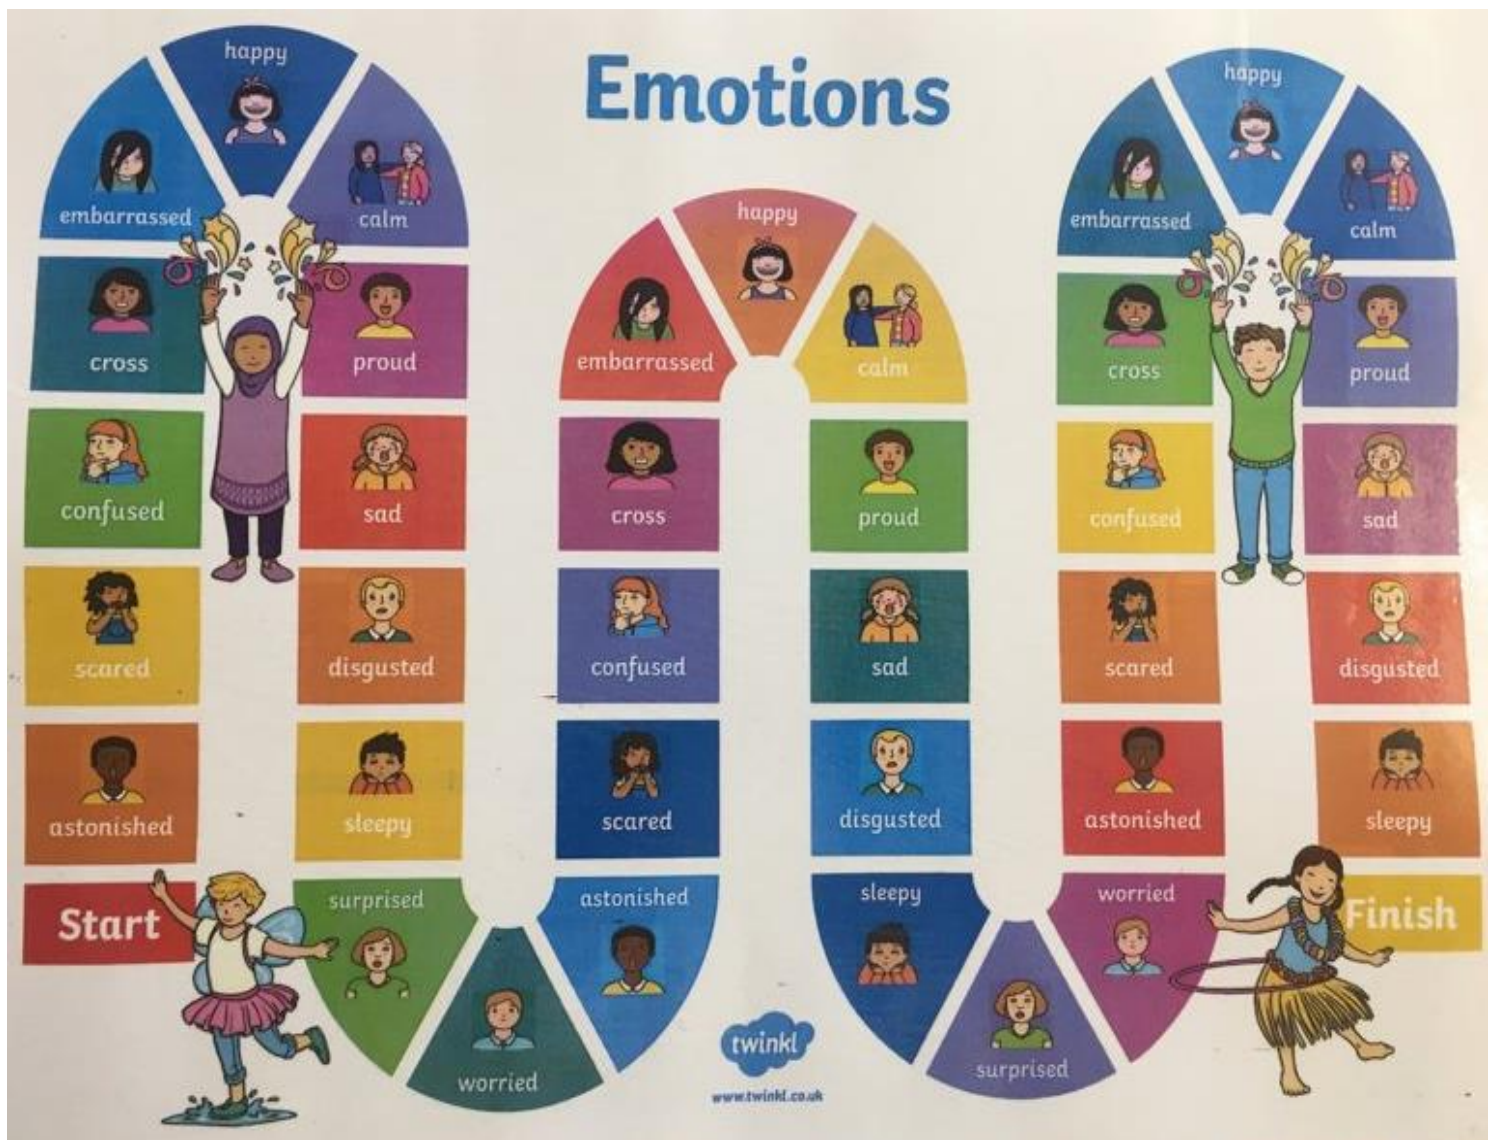 Emotions
Start
astonished
scared
confused
cross
embarrassed
happy
calm
proud
sad
disgusted
sleepy
surprised
worried
astonished
scared
confused
cross
embarrassed
happy
calm
proud
sad
disgusted
sleepy
surprised
worried
astonished
scared
confused
cross
embarrassed
happy
calm
proud
sad
disgusted
sleepy
Finish
twinkl
www.twinkl.co.uk